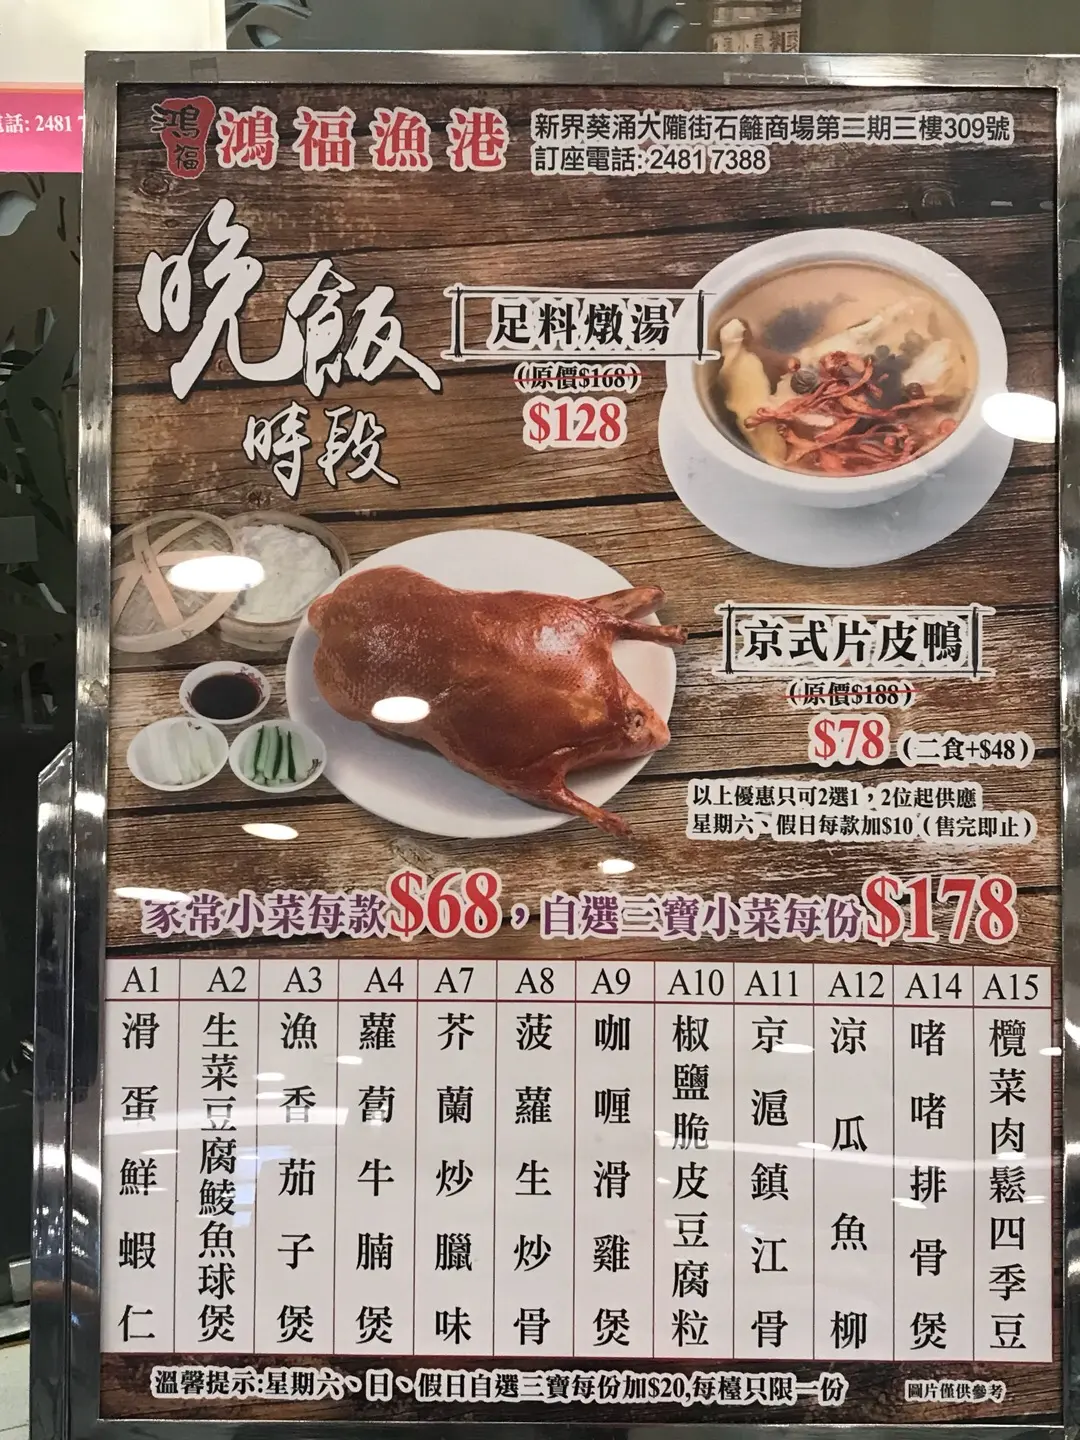 話: 2481 7
鴻福
鴻福漁港
新界葵涌大隴街石籬商場第二期三樓309號
訂座電話: 2481 7388
晚飯
時段
足料燉湯
(原價$168)
$128
京式片皮鴨
(原價$188)
$78 (二食+$48)
以上優惠只可2選1，2位起供應
星期六、假日每款加$10 (售完即止)
家常小菜每款$68，自選三寶小菜每份$178
A1 滑蛋鮮蝦仁
A2 生菜豆腐鯪魚球煲
A3 漁香茄子煲
A4 蘿蔔牛腩煲
A7 芥蘭炒臘味
A8 菠蘿生炒骨
A9 咖喱滑雞煲
A10 椒鹽脆皮豆腐粒
A11 京滬鎮江骨
A12 涼瓜魚柳
A14 啫啫排骨煲
A15 欖菜肉鬆四季豆
溫馨提示:星期六、日、假日自選三寶每份加$20,每檯只限一份
圖片僅供參考